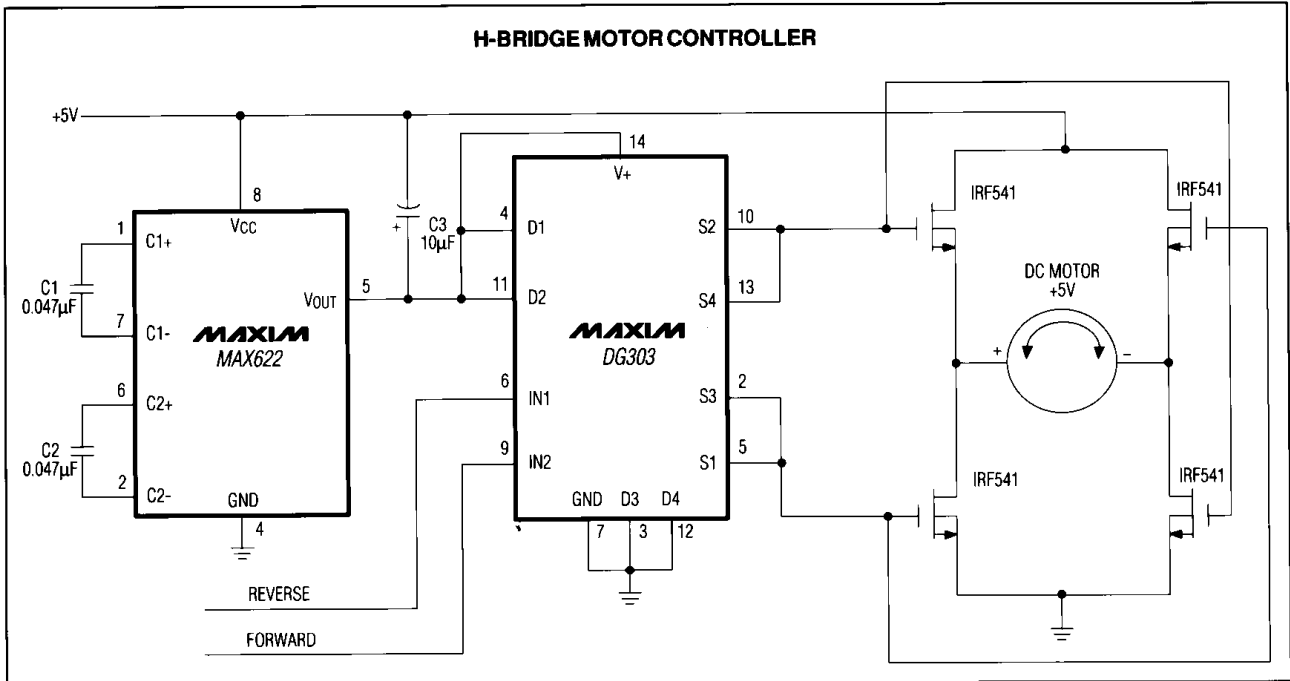 H-BRIDGE MOTOR CONTROLLER
+5V
8
VCC
1
C1+
C1
0.047µF
7
C1-
MAXIM
MAX622
6
C2+
C2
0.047µF
2
C2-
GND
4
VOUT
5
+
C3
10µF
14
V+
4
D1
11
D2
MAXIM
DG303
6
IN1
9
IN2
GND
D3
D4
7
3
12
S2
10
S4
13
S3
2
S1
5
REVERSE
FORWARD
IRF541
IRF541
DC MOTOR
+5V
+
−
IRF541
IRF541